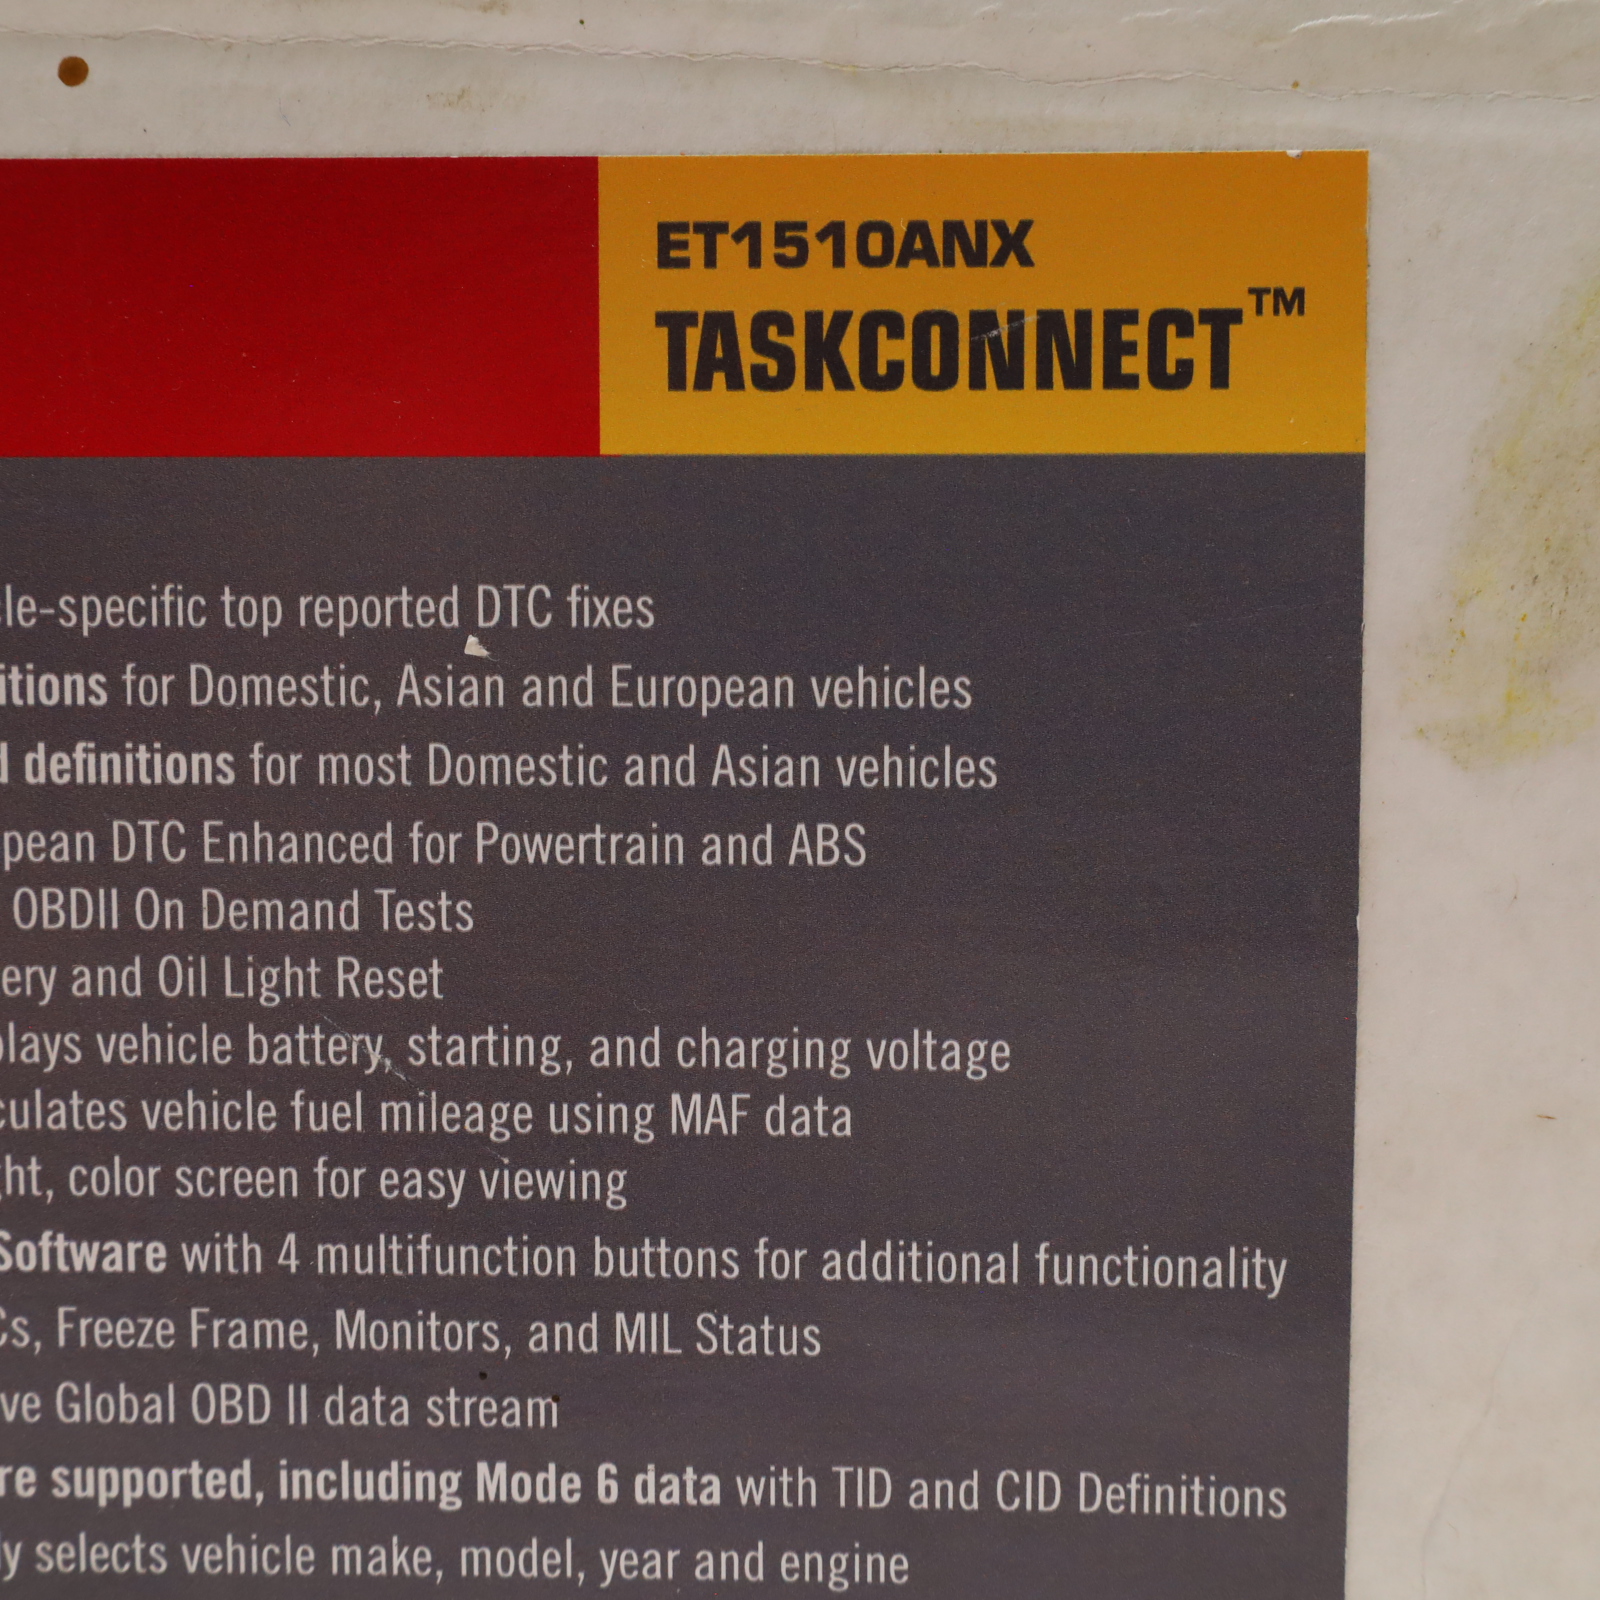 ET1510ANX
TASKCONNECT™
le-specific top reported DTC fixes
itions for Domestic, Asian and European vehicles
d definitions for most Domestic and Asian vehicles
pean DTC Enhanced for Powertrain and ABS
OBDII On Demand Tests
ery and Oil Light Reset
plays vehicle battery, starting, and charging voltage
culates vehicle fuel mileage using MAF data
ght, color screen for easy viewing
Software with 4 multifunction buttons for additional functionality
Cs, Freeze Frame, Monitors, and MIL Status
ve Global OBD II data stream
re supported, including Mode 6 data with TID and CID Definitions
ly selects vehicle make, model, year and engine